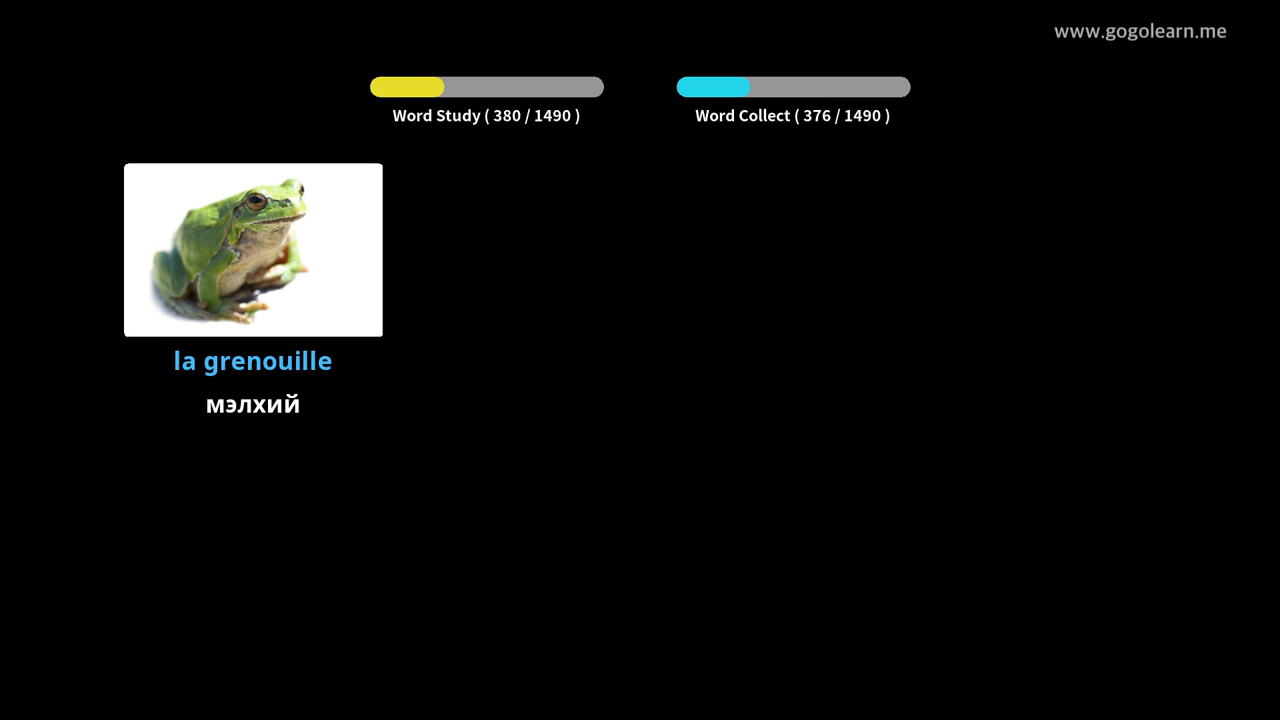 www.gogolearn.me
Word Study ( 380 / 1490 )
Word Collect ( 376 / 1490 )
la grenouille
мэлхий